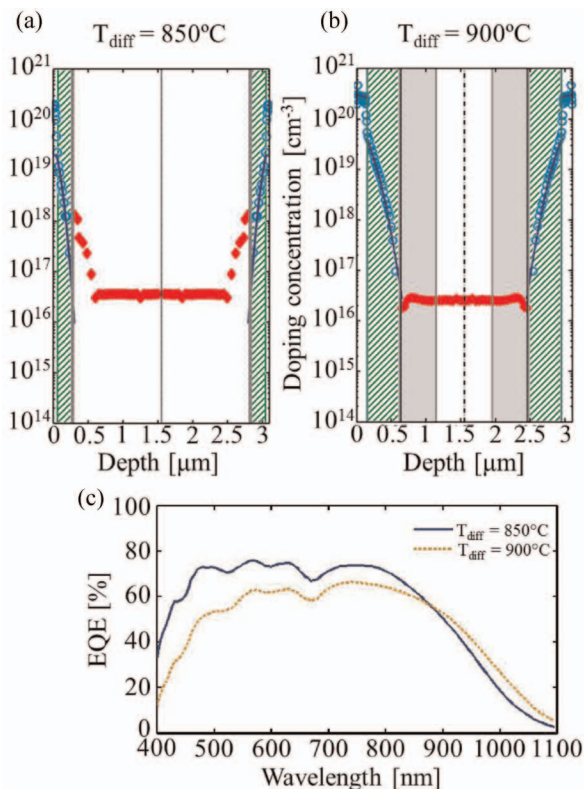 (a) T_diff = 850ºC
(b) T_diff = 900ºC
10^21
10^20
10^19
10^18
10^17
10^16
10^15
10^14
0 0.5 1 1.5 2 2.5 3
Depth [μm]
Doping concentration [cm^-3]
10^21
10^20
10^19
10^18
10^17
10^16
10^15
10^14
0 0.5 1 1.5 2 2.5 3
Depth [μm]
(c)
100
80
60
40
20
0
EQE [%]
T_diff = 850°C
T_diff = 900°C
400 500 600 700 800 900 1000 1100
Wavelength [nm]